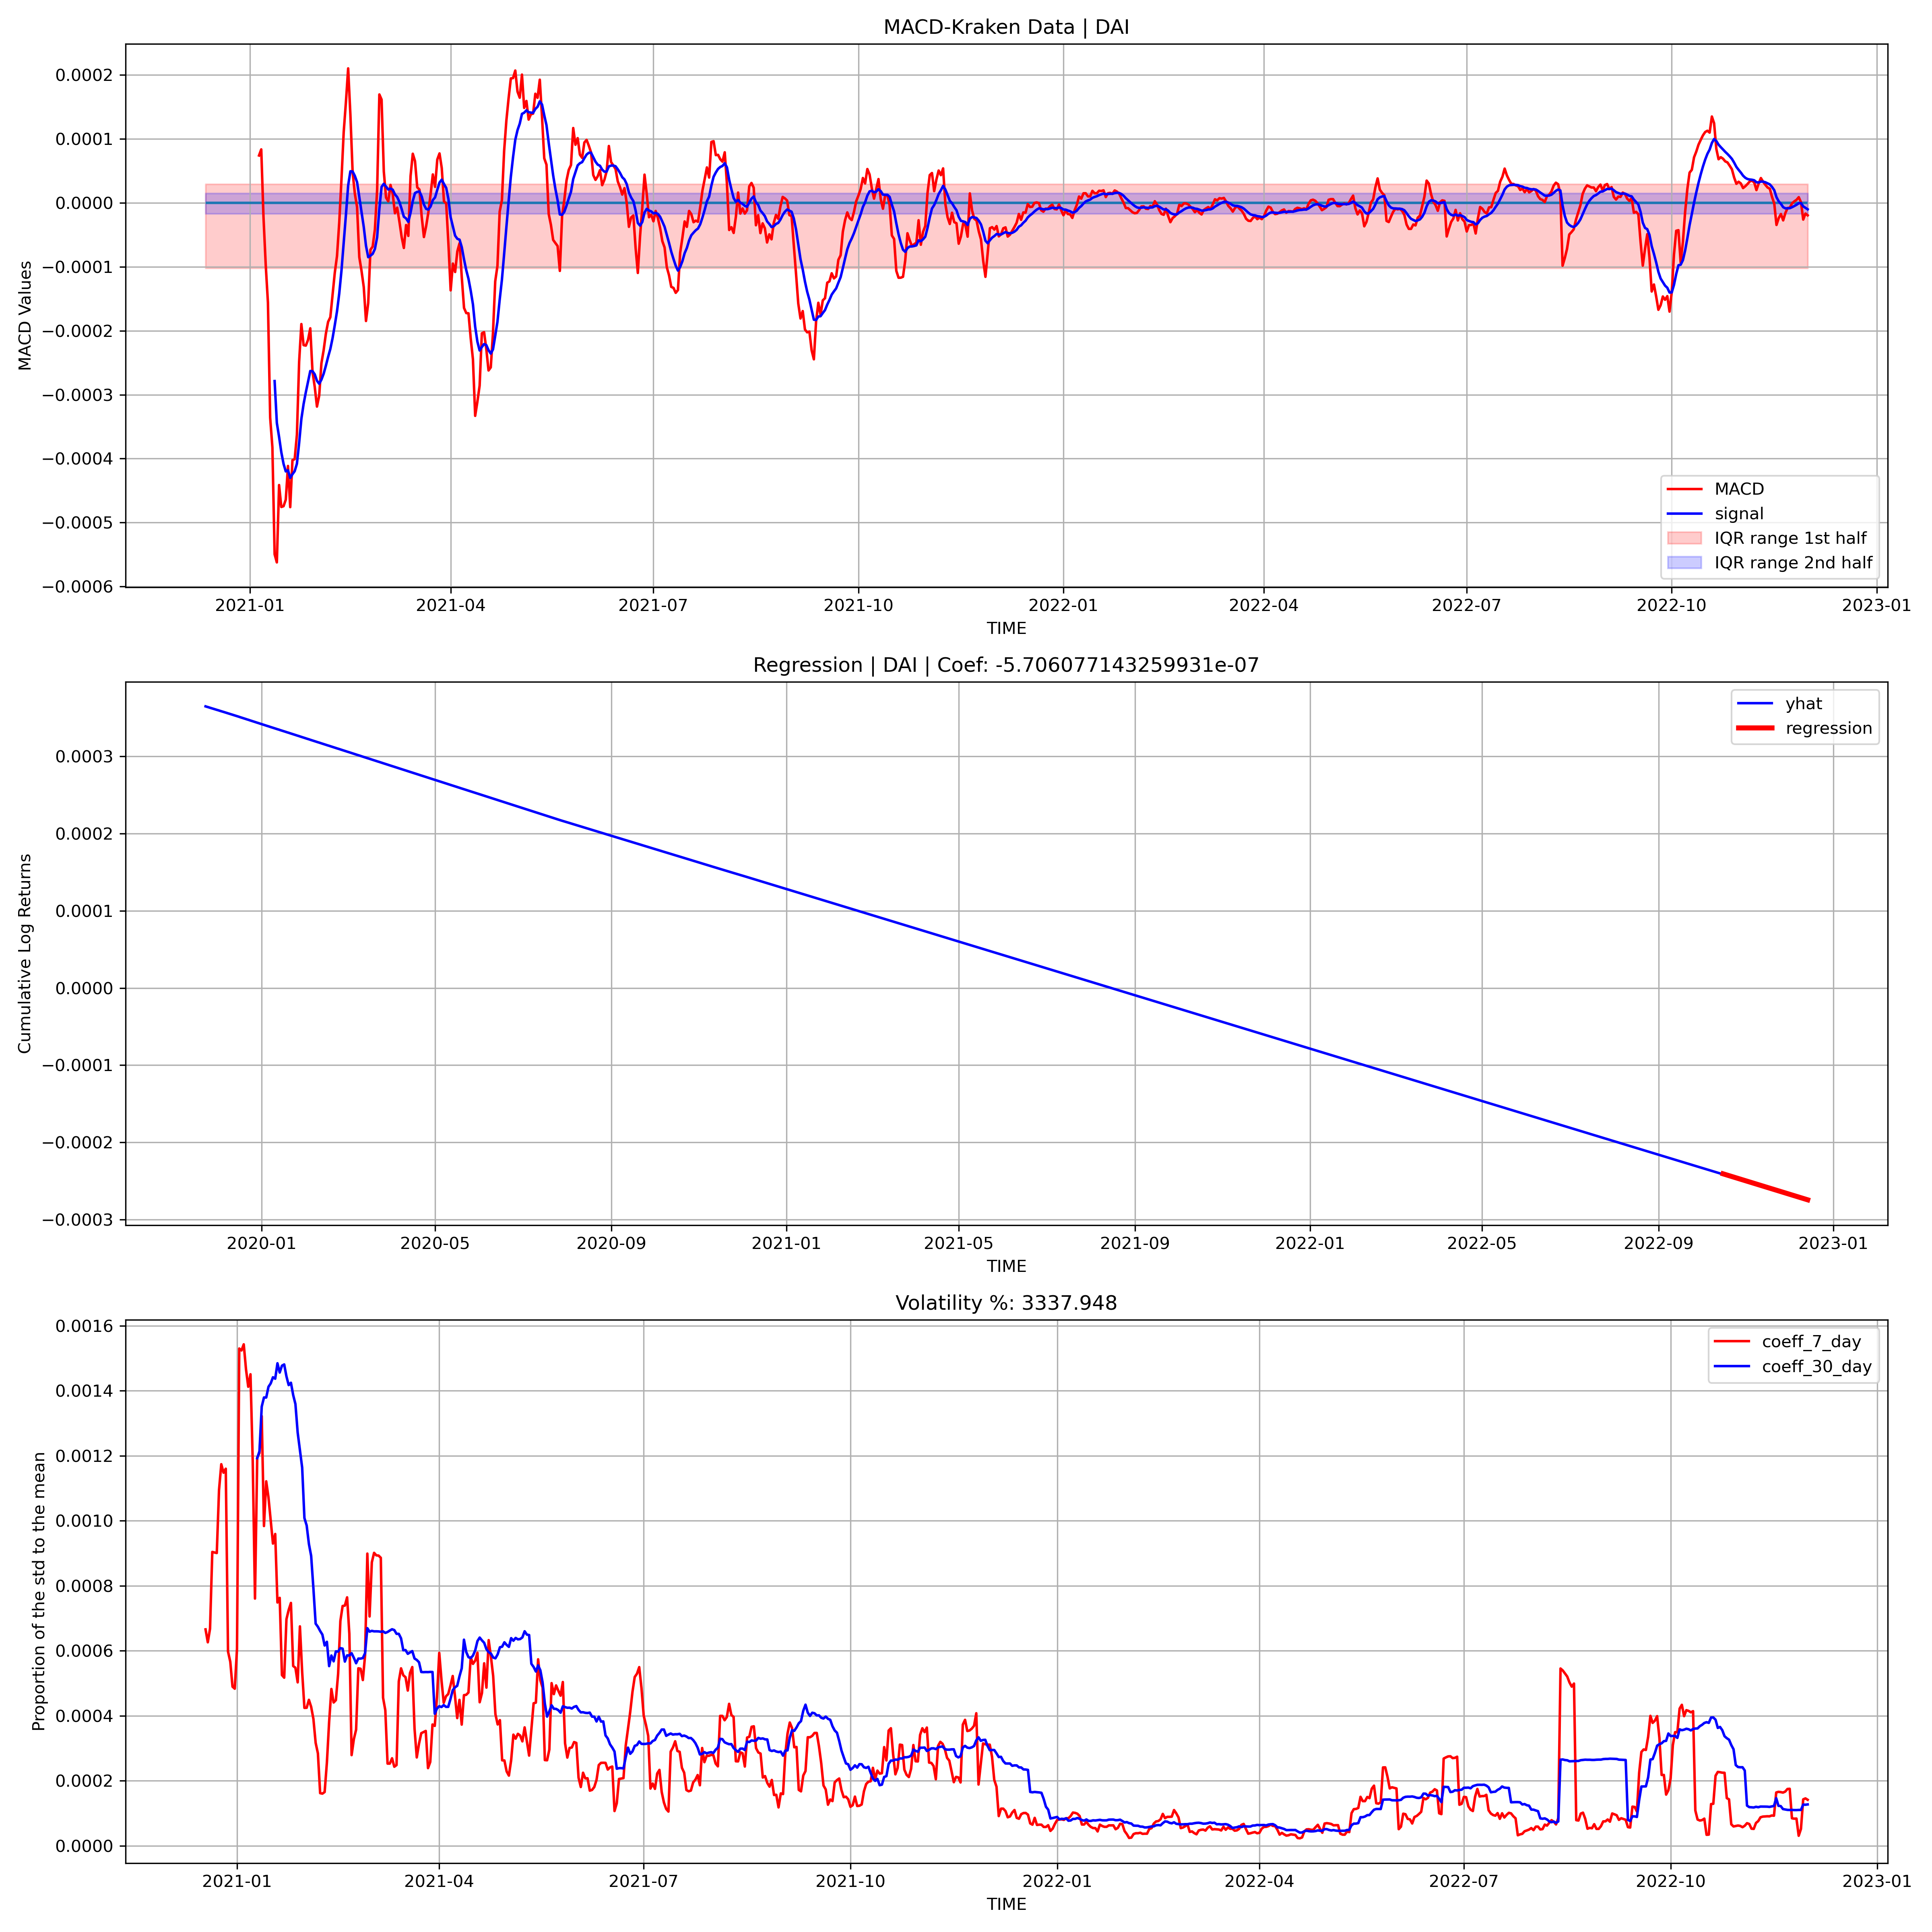 MACD-Kraken Data | DAI
MACD Values
0.0002
0.0001
0.0000
−0.0001
−0.0002
−0.0003
−0.0004
−0.0005
−0.0006
MACD
signal
IQR range 1st half
IQR range 2nd half
2021-01 2021-04 2021-07 2021-10 2022-01 2022-04 2022-07 2022-10 2023-01
TIME
Regression | DAI | Coef: -5.706077143259931e-07
Cumulative Log Returns
yhat
regression
0.0003
0.0002
0.0001
0.0000
−0.0001
−0.0002
−0.0003
2020-01 2020-05 2020-09 2021-01 2021-05 2021-09 2022-01 2022-05 2022-09 2023-01
TIME
Volatility %: 3337.948
Proportion of the std to the mean
coeff_7_day
coeff_30_day
0.0016
0.0014
0.0012
0.0010
0.0008
0.0006
0.0004
0.0002
0.0000
2021-01 2021-04 2021-07 2021-10 2022-01 2022-04 2022-07 2022-10 2023-01
TIME